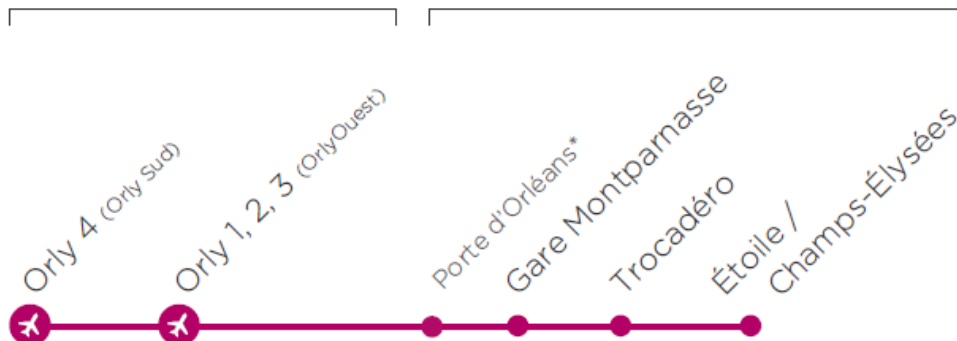 Orly 4 (Orly Sud)
Orly 1, 2, 3 (OrlyOuest)
Porte d'Orléans*
Gare Montparnasse
Trocadéro
Étoile /
Champs-Élysées